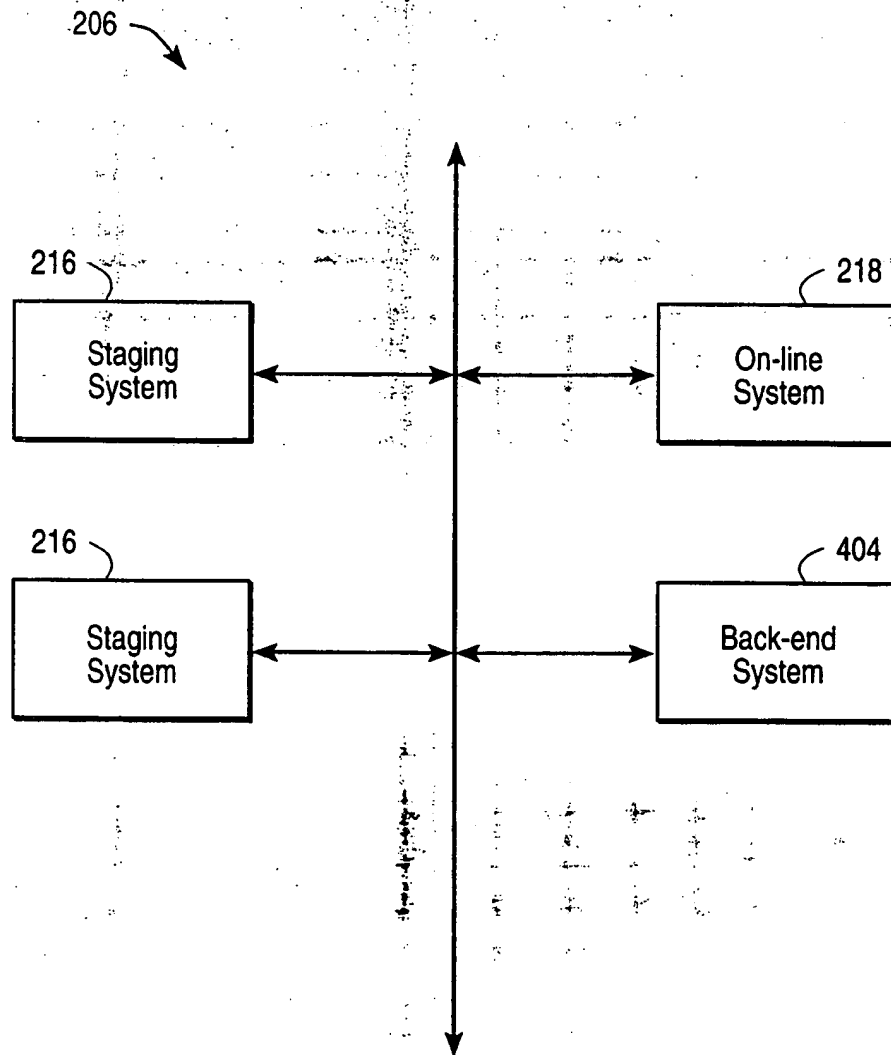 206
216
218
Staging
System
On-line
System
216
404
Staging
System
Back-end
System